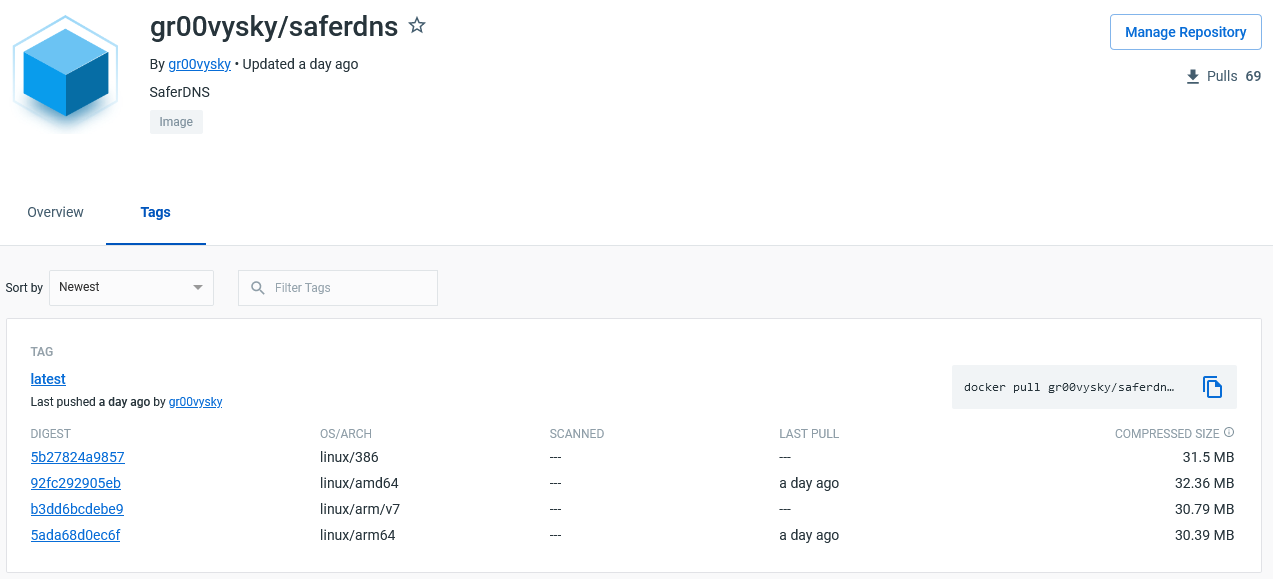 gr00vysky/saferdns
Manage Repository
By gr00vysky • Updated a day ago
Pulls 69
SaferDNS
Image
Overview Tags
Sort by Newest Filter Tags
TAG
latest
docker pull gr00vysky/saferdn…
Last pushed a day ago by gr00vysky
DIGEST OS/ARCH SCANNED LAST PULL COMPRESSED SIZE
5b27824a9857 linux/386 --- --- 31.5 MB
92fc292905eb linux/amd64 --- a day ago 32.36 MB
b3dd6bcdebe9 linux/arm/v7 --- --- 30.79 MB
5ada68d0ec6f linux/arm64 --- a day ago 30.39 MB